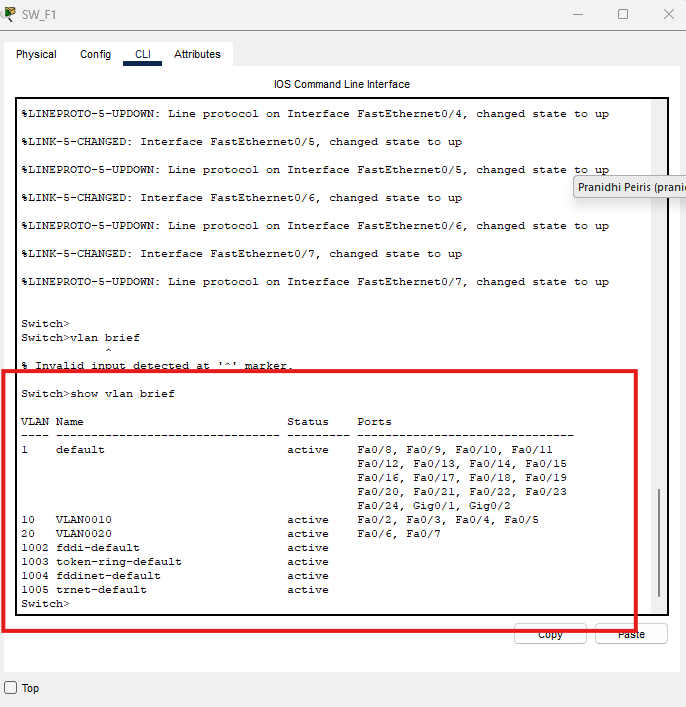 SW_F1
Physical Config CLI Attributes
IOS Command Line Interface
%LINEPROTO-5-UPDOWN: Line protocol on Interface FastEthernet0/4, changed state to up
%LINK-5-CHANGED: Interface FastEthernet0/5, changed state to up
%LINEPROTO-5-UPDOWN: Line protocol on Interface FastEthernet0/5, changed state to up
Pranidhi Peiris (prani
%LINK-5-CHANGED: Interface FastEthernet0/6, changed state to up
%LINEPROTO-5-UPDOWN: Line protocol on Interface FastEthernet0/6, changed state to up
%LINK-5-CHANGED: Interface FastEthernet0/7, changed state to up
%LINEPROTO-5-UPDOWN: Line protocol on Interface FastEthernet0/7, changed state to up
Switch>
Switch>vlan brief
^
% Invalid input detected at '^' marker.
Switch>show vlan brief
VLAN Name Status Ports
---- -------------------------------- --------- -------------------------------
1 default active Fa0/8, Fa0/9, Fa0/10, Fa0/11
Fa0/12, Fa0/13, Fa0/14, Fa0/15
Fa0/16, Fa0/17, Fa0/18, Fa0/19
Fa0/20, Fa0/21, Fa0/22, Fa0/23
Fa0/24, Gig0/1, Gig0/2
10 VLAN0010 active Fa0/2, Fa0/3, Fa0/4, Fa0/5
20 VLAN0020 active Fa0/6, Fa0/7
1002 fddi-default active
1003 token-ring-default active
1004 fddinet-default active
1005 trnet-default active
Switch>
Copy Paste
Top